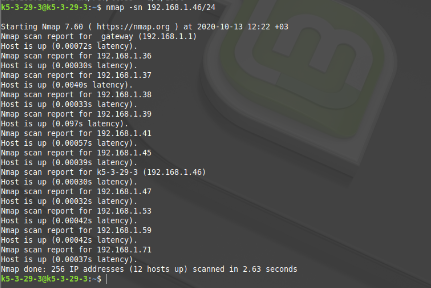 k5-3-29-3@k5-3-29-3:~$ nmap -sn 192.168.1.46/24

Starting Nmap 7.60 ( https://nmap.org ) at 2020-10-13 12:22 +03
Nmap scan report for _gateway (192.168.1.1)
Host is up (0.00072s latency).
Nmap scan report for 192.168.1.36
Host is up (0.00030s latency).
Nmap scan report for 192.168.1.37
Host is up (0.0040s latency).
Nmap scan report for 192.168.1.38
Host is up (0.00033s latency).
Nmap scan report for 192.168.1.39
Host is up (0.097s latency).
Nmap scan report for 192.168.1.41
Host is up (0.00057s latency).
Nmap scan report for 192.168.1.45
Host is up (0.00039s latency).
Nmap scan report for k5-3-29-3 (192.168.1.46)
Host is up (0.00030s latency).
Nmap scan report for 192.168.1.47
Host is up (0.00032s latency).
Nmap scan report for 192.168.1.53
Host is up (0.00042s latency).
Nmap scan report for 192.168.1.59
Host is up (0.00042s latency).
Nmap scan report for 192.168.1.71
Host is up (0.00037s latency).
Nmap done: 256 IP addresses (12 hosts up) scanned in 2.63 seconds
k5-3-29-3@k5-3-29-3:~$